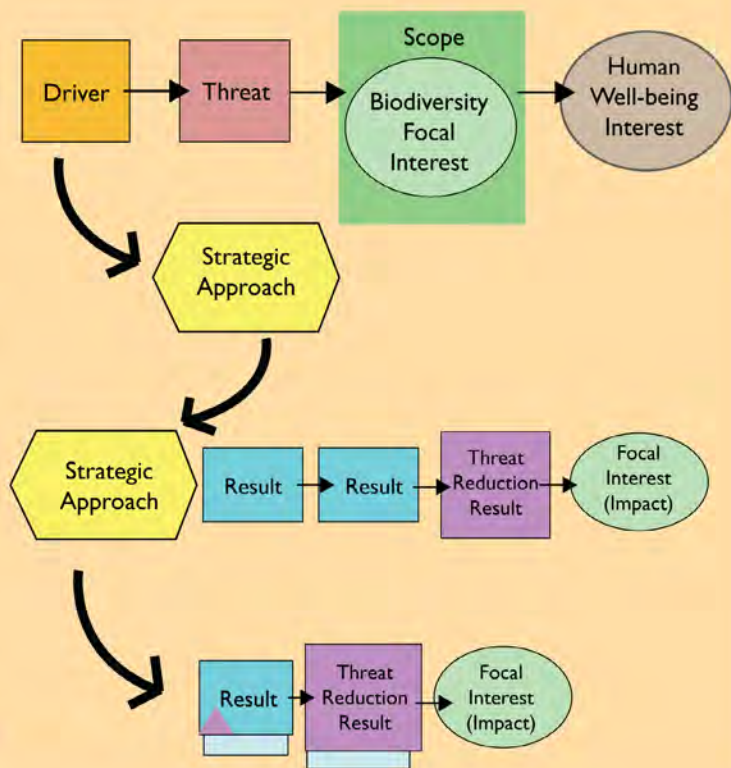 Driver
Threat
Scope
Biodiversity
Focal
Interest
Human
Well-being
Interest
Strategic
Approach
Strategic
Approach
Result
Result
Threat
Reduction
Result
Focal
Interest
(Impact)
Result
Threat
Reduction
Result
Focal
Interest
(Impact)